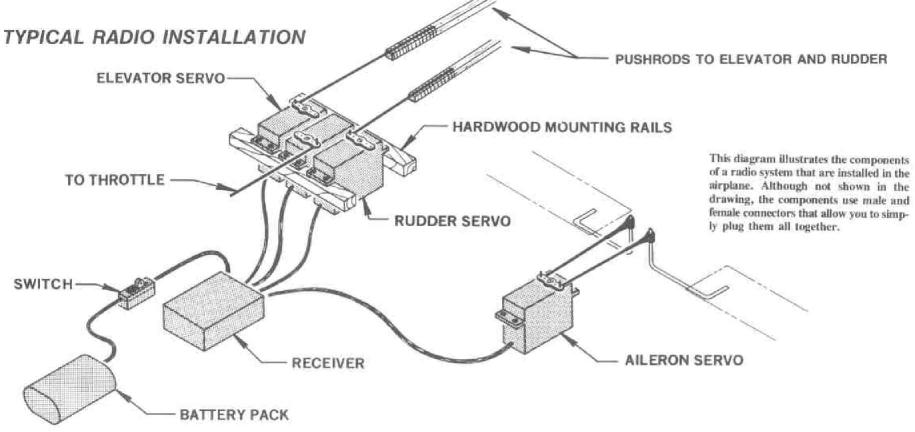 TYPICAL RADIO INSTALLATION
PUSHRODS TO ELEVATOR AND RUDDER
ELEVATOR SERVO
HARDWOOD MOUNTING RAILS
TO THROTTLE
RUDDER SERVO
This diagram illustrates the components
of a radio system that are installed in the
airplane. Although not shown in the
drawing, the components use male and
female connectors that allow you to simp-
ly plug them all together.
SWITCH
RECEIVER
AILERON SERVO
BATTERY PACK